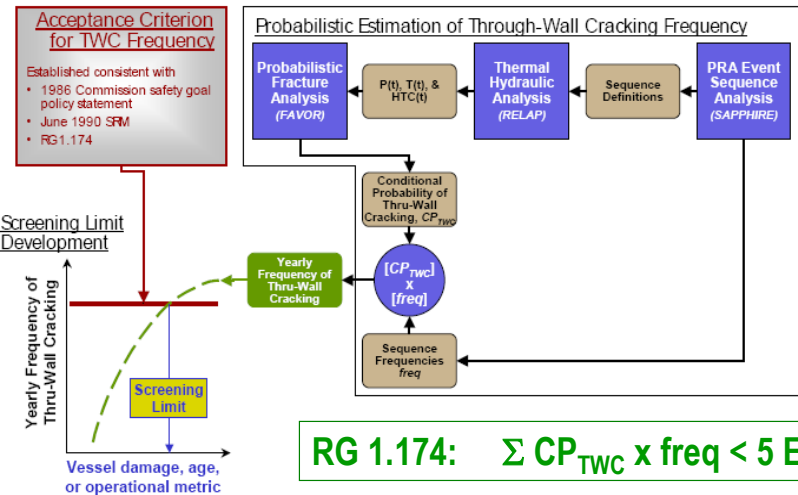 Acceptance Criterion
for TWC Frequency
Established consistent with
• 1986 Commission safety goal
policy statement
• June 1990 SRM
• RG1.174
Probabilistic Estimation of Through-Wall Cracking Frequency
Probabilistic
Fracture
Analysis
(FAVOR)
P(t), T(t), &
HTC(t)
Thermal
Hydraulic
Analysis
(RELAP)
Sequence
Definitions
PRA Event
Sequence
Analysis
(SAPPHIRE)
Conditional
Probability of
Thru-Wall
Cracking, CP_TWC
[CP_TWC]
x
[freq]
Yearly
Frequency of
Thru-Wall
Cracking
Sequence
Frequencies
freq
Screening Limit
Development
Yearly Frequency of
Thru-Wall Cracking
Screening
Limit
Vessel damage, age,
or operational metric
RG 1.174: Σ CP_TWC x freq < 5 E